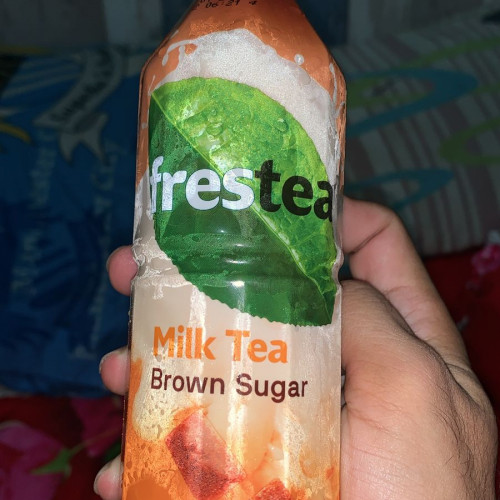 frestea
Milk Tea
Brown Sugar